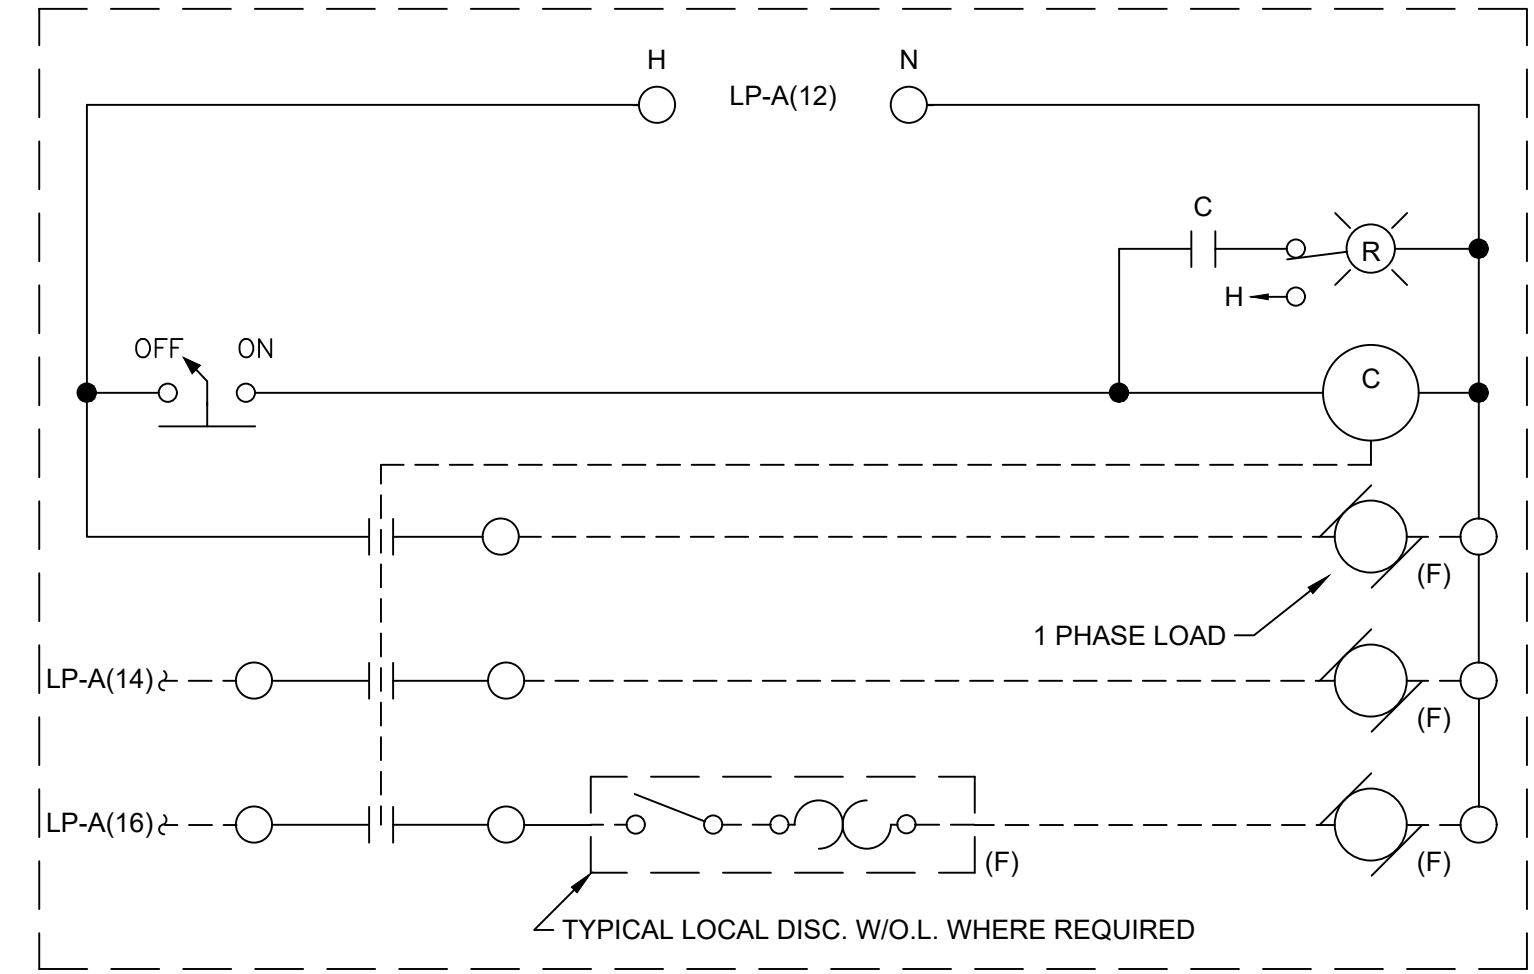 H
N
LP-A(12)
C
R
H
OFF
ON
C
(F)
1 PHASE LOAD
LP-A(14)
(F)
LP-A(16)
(F)
(F)
TYPICAL LOCAL DISC. W/O.L. WHERE REQUIRED